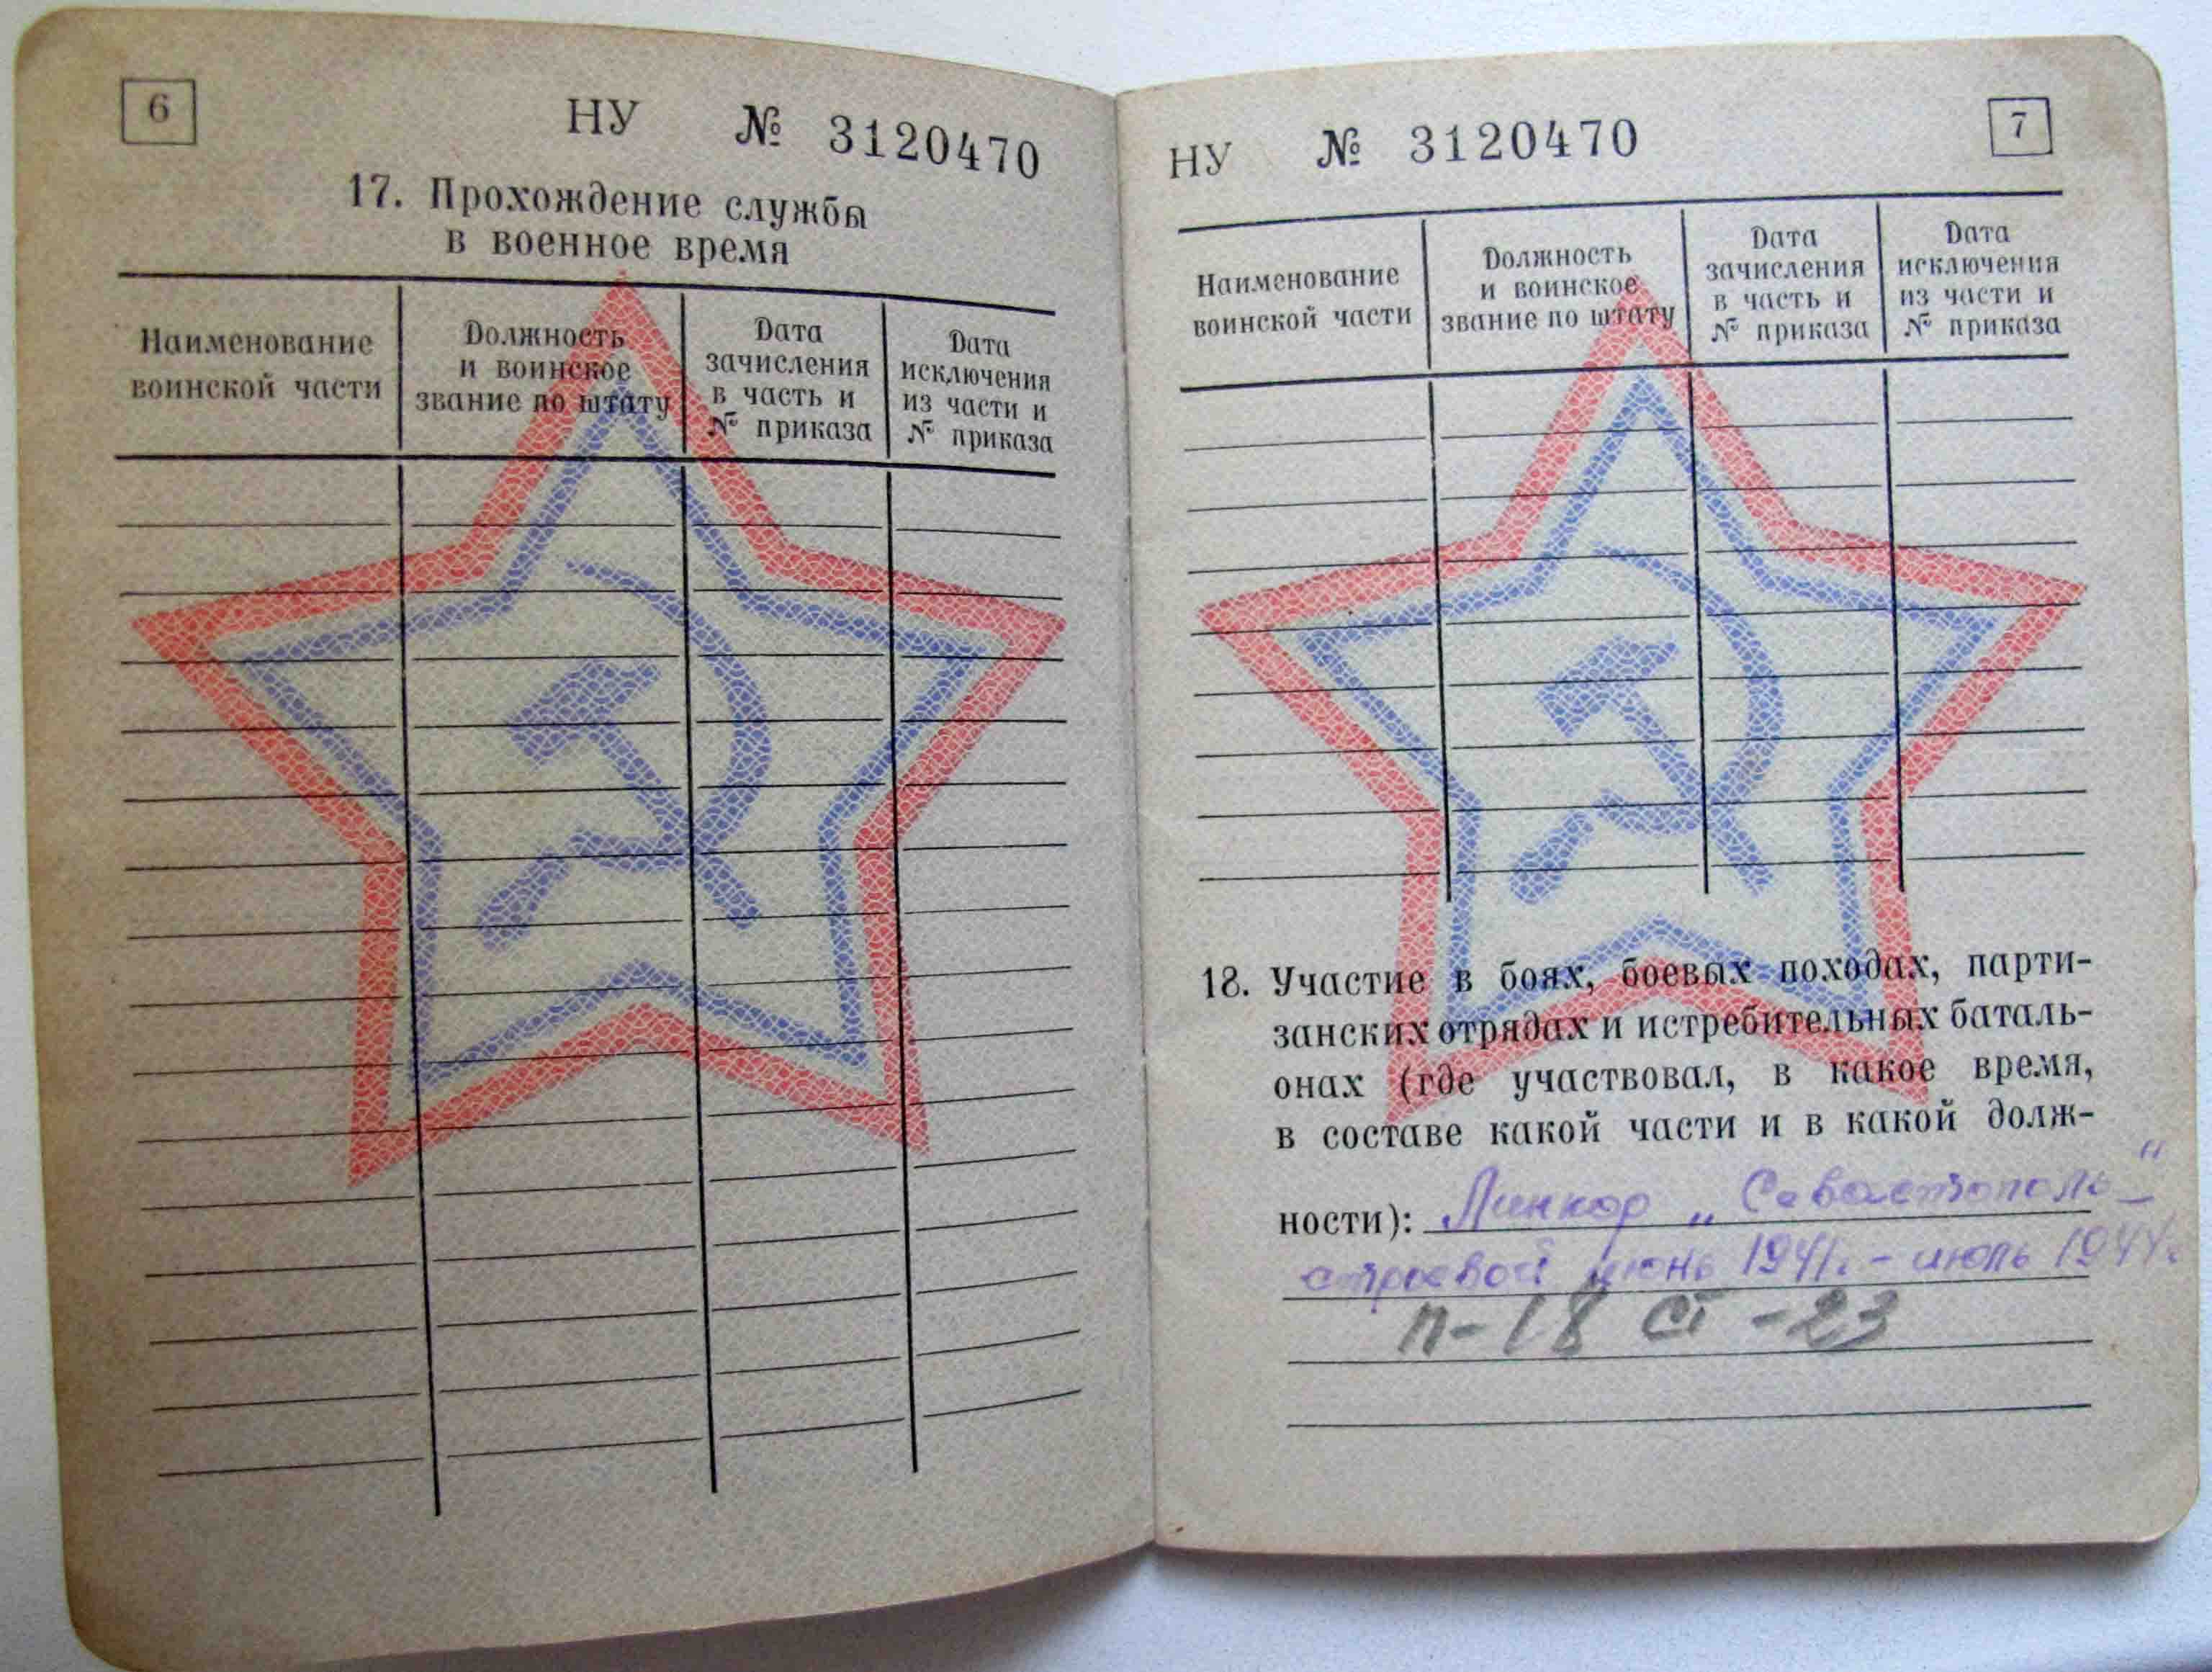 6
НУ № 3120470
17. Прохождение службы
в военное время
Наименование
воинской части
Должность
и воинское
звание по штату
Дата
зачисления
в часть и
№ приказа
Дата
исключения
из части и
№ приказа
НУ № 3120470
7
Наименование
воинской части
Должность
и воинское
звание по штату
Дата
зачисления
в часть и
№ приказа
Дата
исключения
из части и
№ приказа
18. Участие в боях, боевых походах, парти-
занских отрядах и истребительных баталь-
онах (где участвовал, в какое время,
в составе какой части и в какой долж-
ности): Линкор „Севастополь"
строевой июнь 1941г. - июль 1944г.
п-18 ст-23